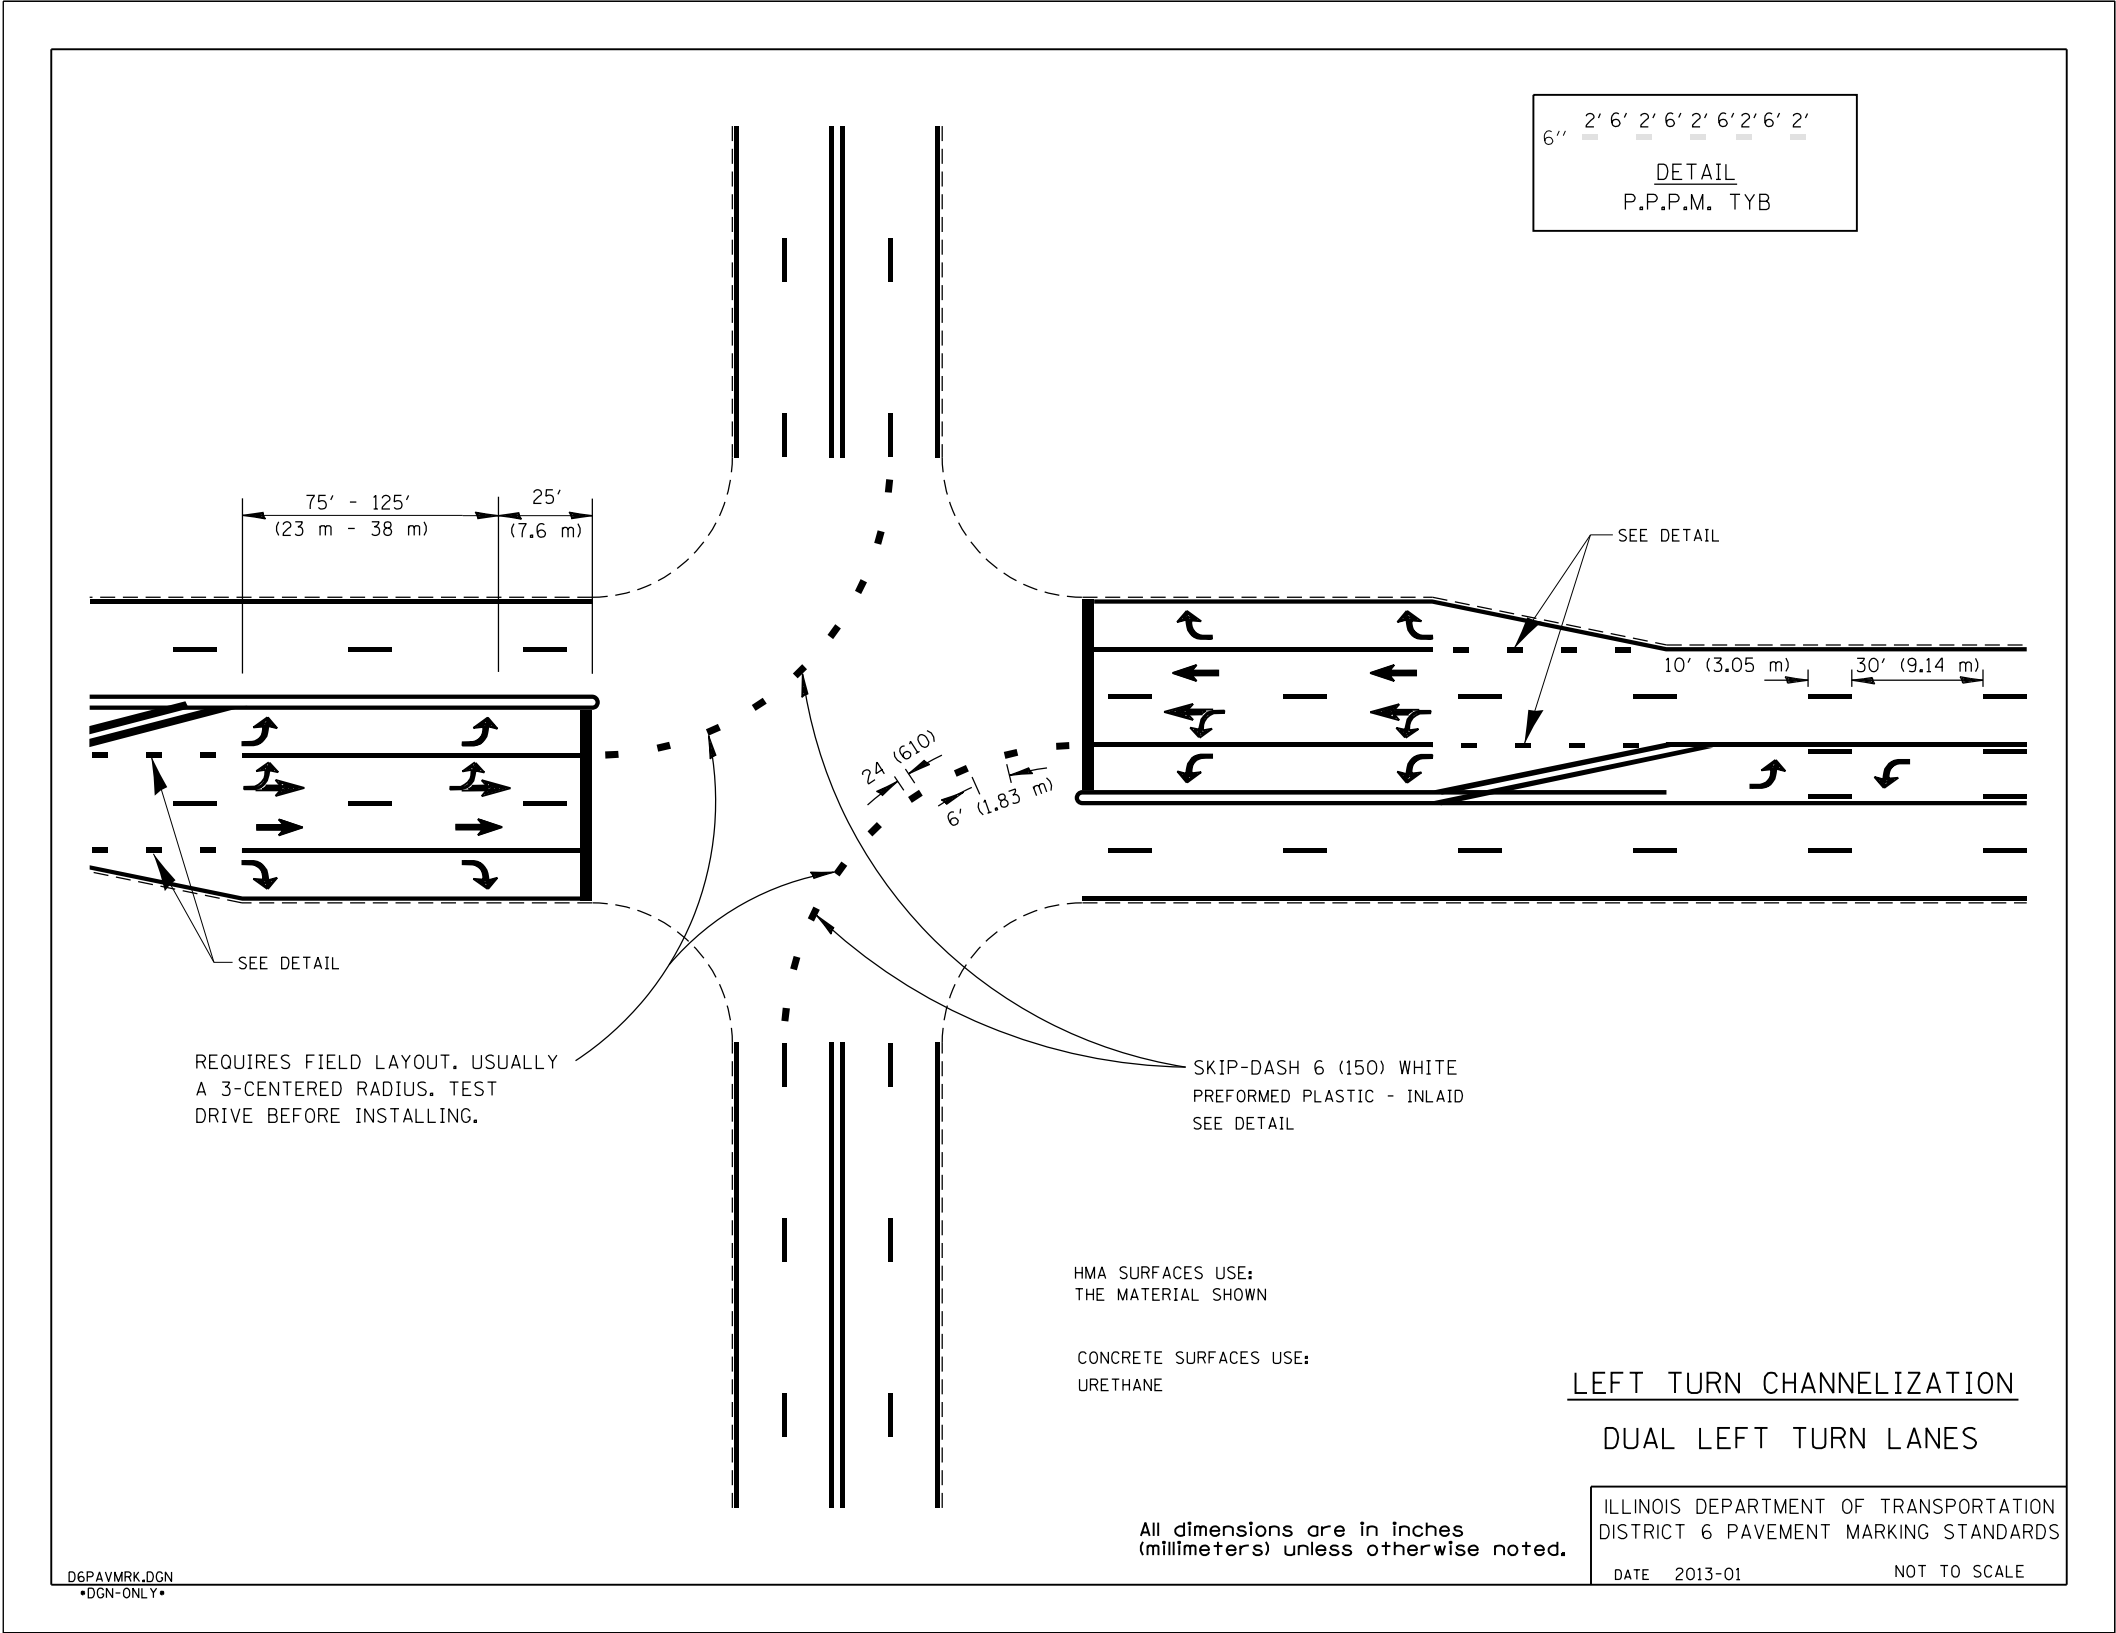 2' 6' 2' 6' 2' 6' 2' 6' 2'
6''
DETAIL
P.P.P.M. TYB
75' - 125'
(23 m - 38 m)
25'
(7.6 m)
SEE DETAIL
10' (3.05 m)
30' (9.14 m)
24 (610)
6' (1.83 m)
SEE DETAIL
REQUIRES FIELD LAYOUT. USUALLY
A 3-CENTERED RADIUS. TEST
DRIVE BEFORE INSTALLING.
SKIP-DASH 6 (150) WHITE
PREFORMED PLASTIC - INLAID
SEE DETAIL
HMA SURFACES USE:
THE MATERIAL SHOWN
CONCRETE SURFACES USE:
URETHANE
LEFT TURN CHANNELIZATION
DUAL LEFT TURN LANES
All dimensions are in inches
(millimeters) unless otherwise noted.
ILLINOIS DEPARTMENT OF TRANSPORTATION
DISTRICT 6 PAVEMENT MARKING STANDARDS
DATE 2013-01 NOT TO SCALE
D6PAVMRK.DGN
•DGN-ONLY•